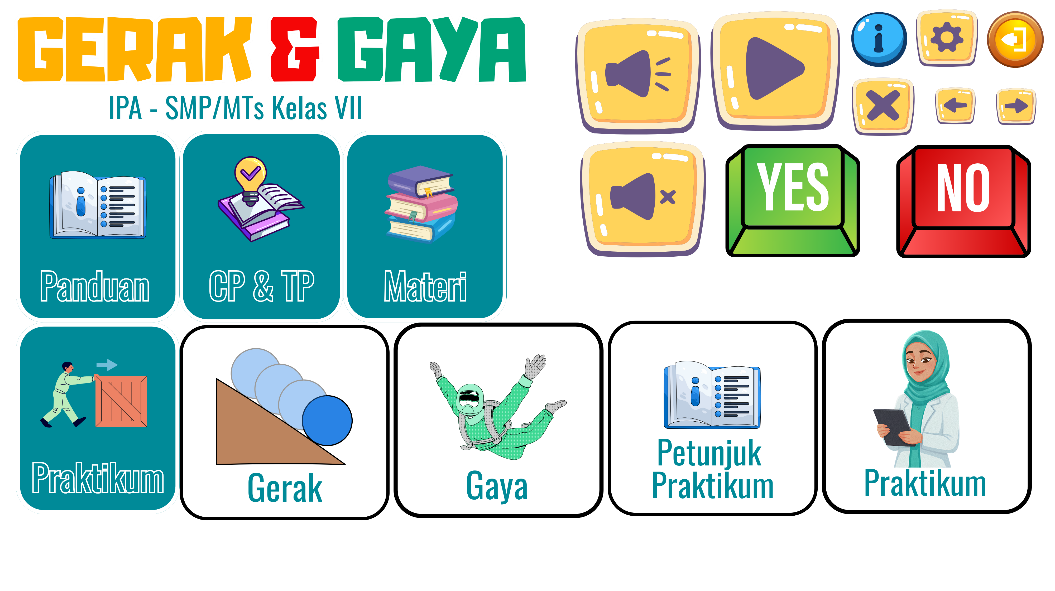 GERAK & GAYA
IPA - SMP/MTs Kelas VII
YES
NO
Panduan
CP & TP
Materi
Praktikum
Gerak
Gaya
Petunjuk
Praktikum
Praktikum